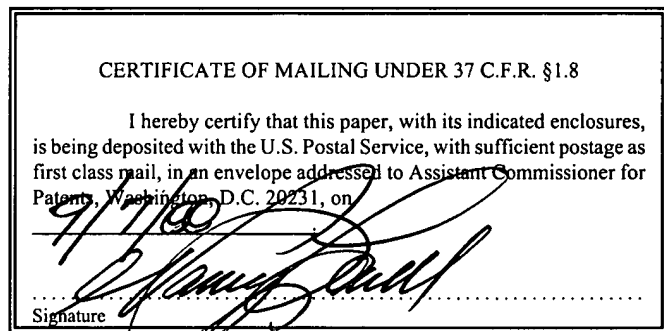 CERTIFICATE OF MAILING UNDER 37 C.F.R. §1.8
I hereby certify that this paper, with its indicated enclosures,
is being deposited with the U.S. Postal Service, with sufficient postage as
first class mail, in an envelope addressed to Assistant Commissioner for
Patents, Washington, D.C. 20231, on
Signature